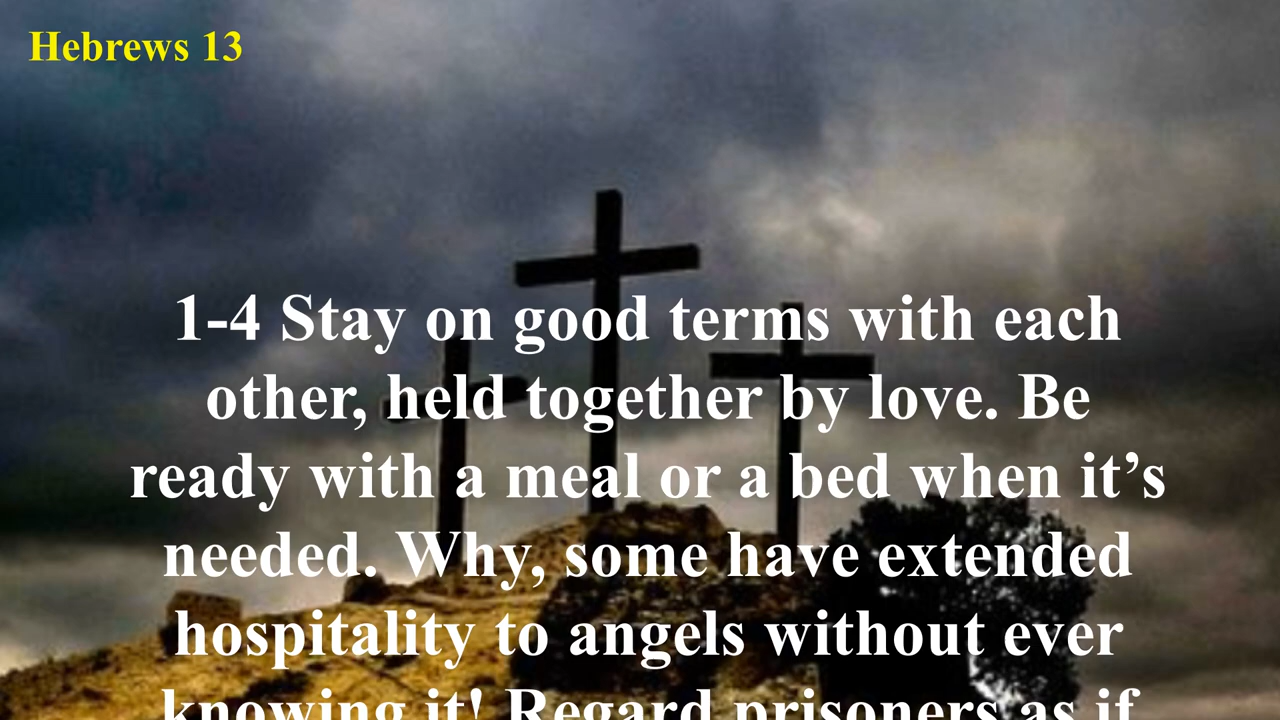 Hebrews 13
1-4 Stay on good terms with each
other, held together by love. Be
ready with a meal or a bed when it’s
needed. Why, some have extended
hospitality to angels without ever
knowing it! Regard prisoners as if